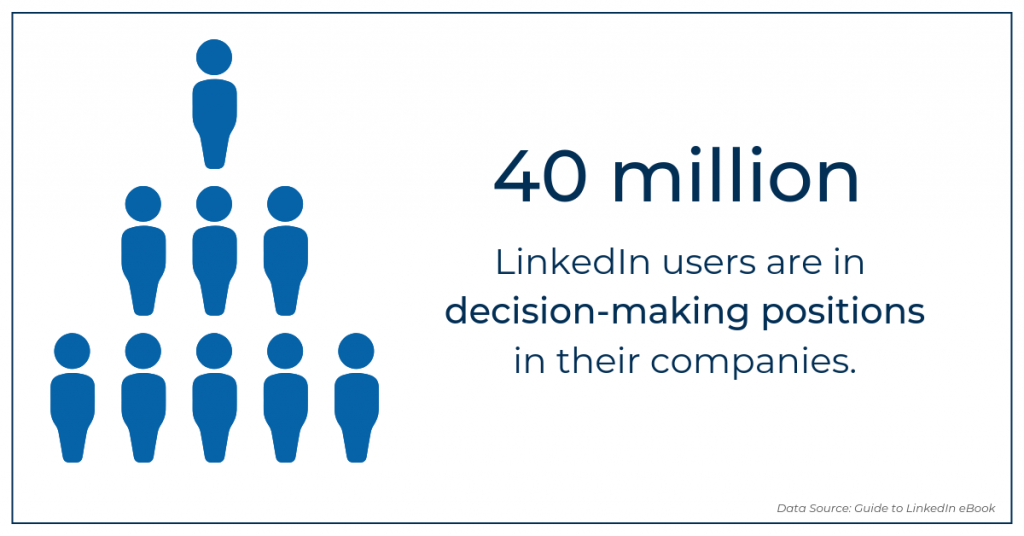 40 million
LinkedIn users are in
decision-making positions
in their companies.
Data Source: Guide to LinkedIn eBook